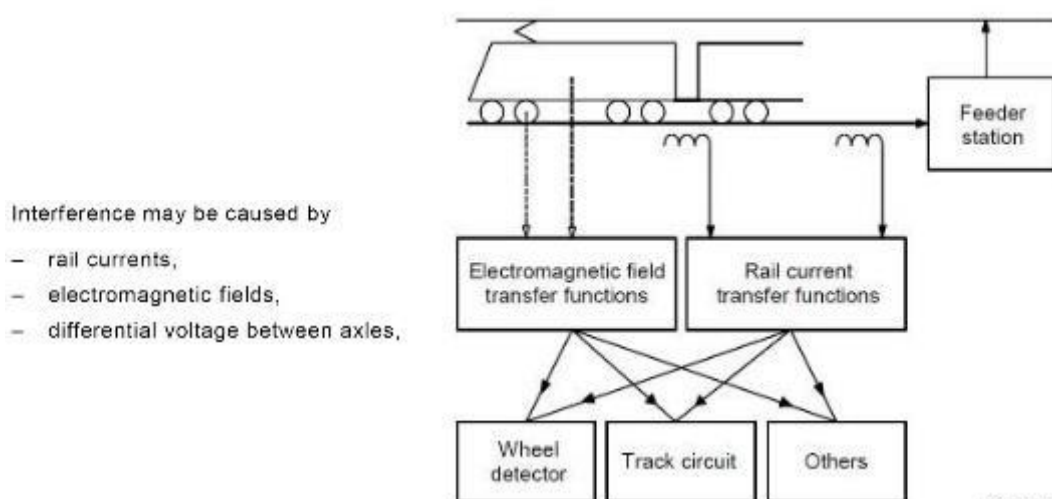 Feeder
station
Interference may be caused by
– rail currents,
– electromagnetic fields,
– differential voltage between axles,
Electromagnetic field
transfer functions
Rail current
transfer functions
Wheel
detector
Track circuit
Others